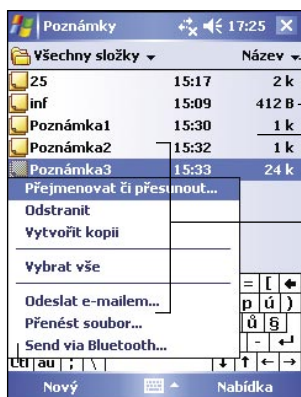 Poznámky 17:25
Všechny složky Název
25 15:17 2 k
inf 15:09 412 B
Poznámka1 15:30 1 k
Poznámka2 15:32 1 k
Poznámka3 15:33 24 k
Přejmenovat či přesunout...
Odstranit
Vytvořit kopii
Vybrat vše
Odeslat e-mailem...
= [
Přenést soubor...
p ú )
ů §
Send via Bluetooth...
-
au ; \
Nový Nabídka